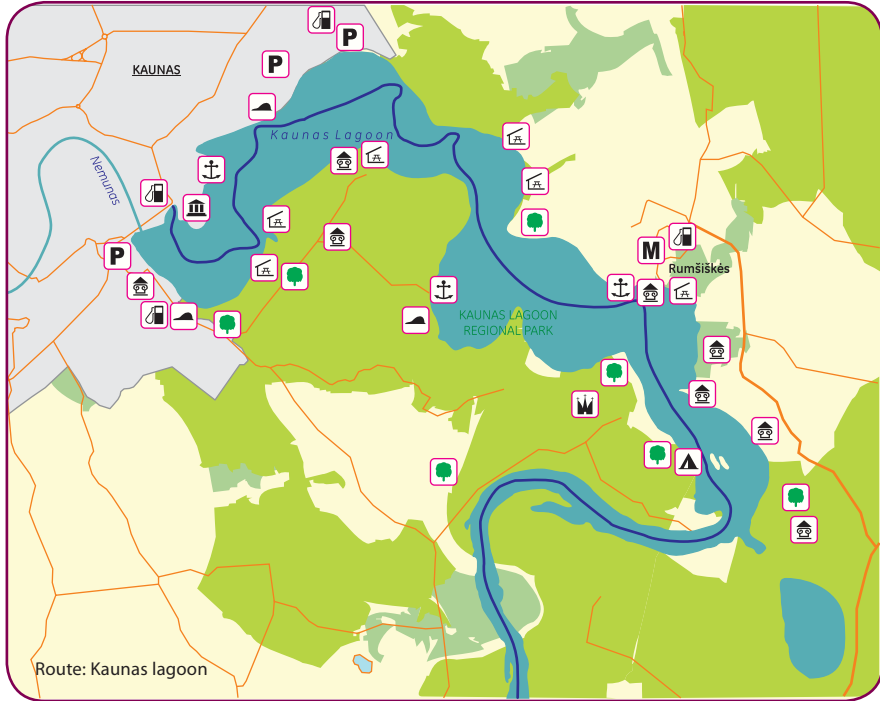 P
P
KAUNAS
Kaunas Lagoon
Nemunas
P
M
Rumšiškės
KAUNAS LAGOON
REGIONAL PARK
Route: Kaunas lagoon